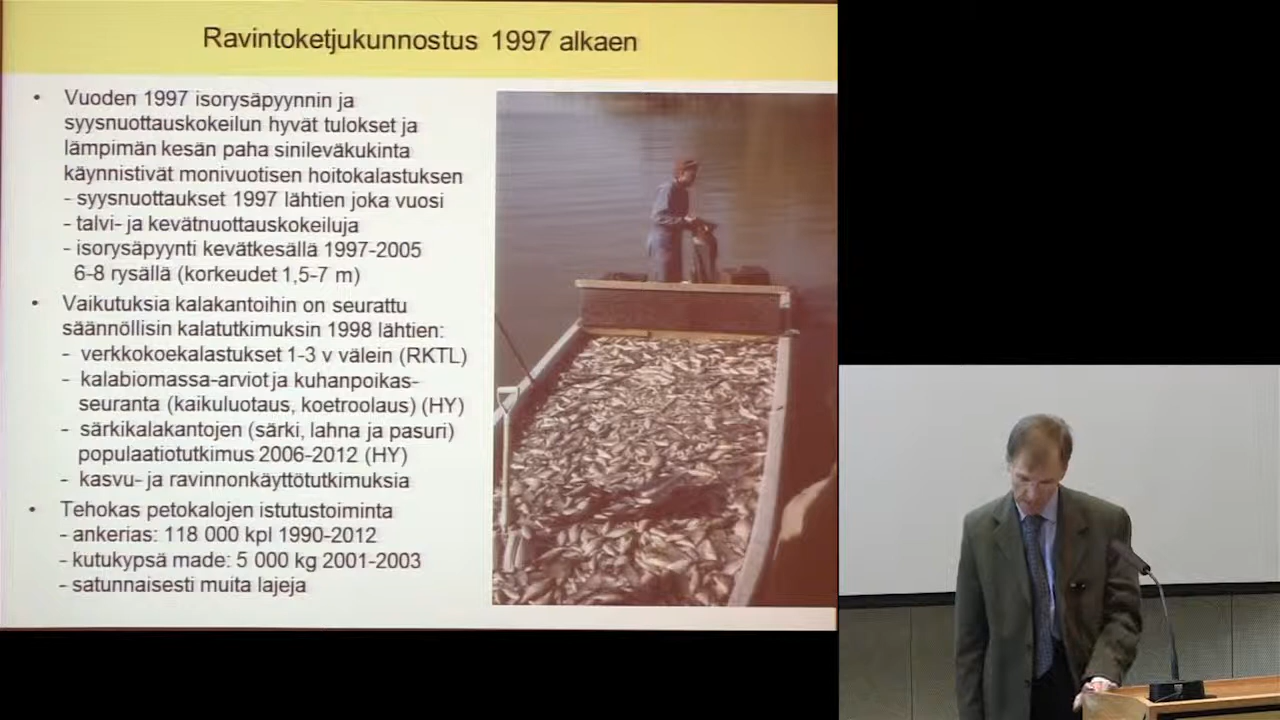 Ravintoketjukunnostus 1997 alkaen
• Vuoden 1997 isorysäpyynnin ja
syysnuottauskokeilun hyvät tulokset ja
lämpimän kesän paha sinileväkukinta
käynnistivät monivuotisen hoitokalastuksen
- syysnuottaukset 1997 lähtien joka vuosi
- talvi- ja kevätnuottauskokeiluja
- isorysäpyynti kevätkesällä 1997-2005
6-8 rysällä (korkeudet 1,5-7 m)
• Vaikutuksia kalakantoihin on seurattu
säännöllisin kalatutkimuksin 1998 lähtien:
- verkkokoekalastukset 1-3 v välein (RKTL)
- kalabiomassa-arviot ja kuhanpoikas-
seuranta (kaikuluotaus, koetroolaus) (HY)
- särkikalakantojen (särki, lahna ja pasuri)
populaatiotutkimus 2006-2012 (HY)
- kasvu- ja ravinnonkäyttötutkimuksia
• Tehokas petokalojen istutustoiminta
- ankerias: 118 000 kpl 1990-2012
- kutukypsä made: 5 000 kg 2001-2003
- satunnaisesti muita lajeja